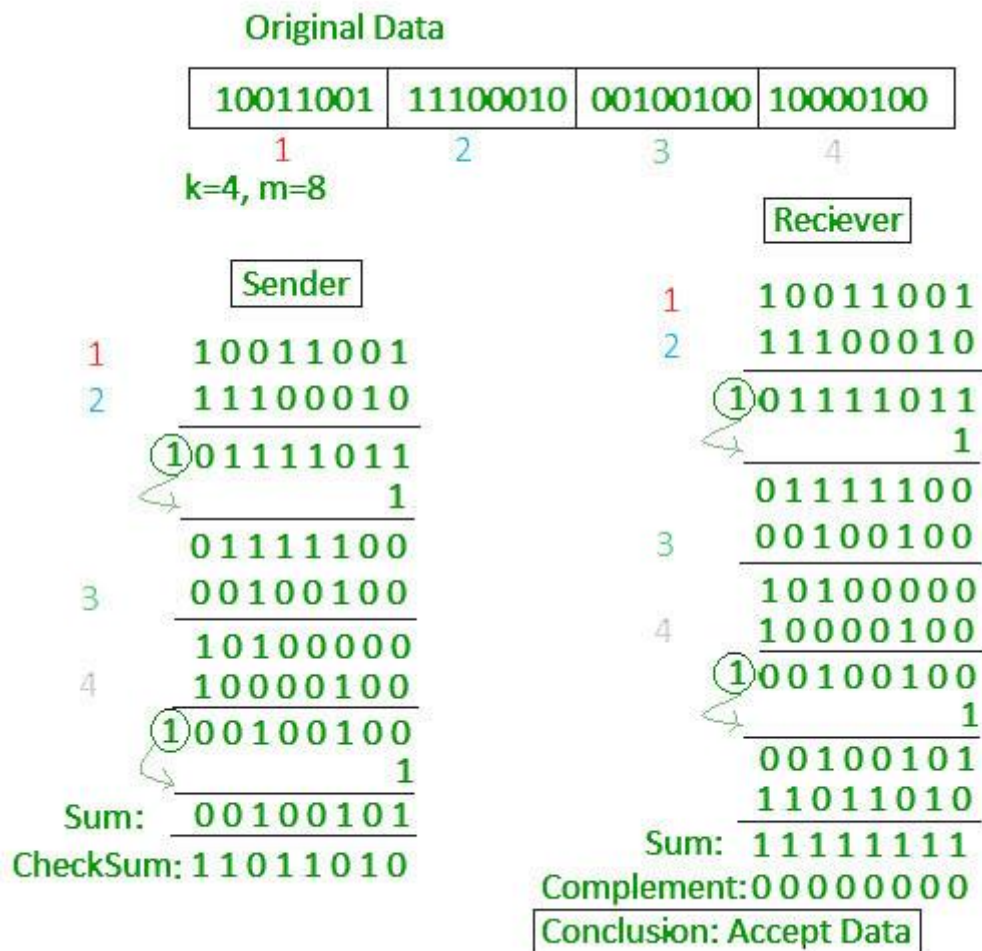 Original Data
10011001 11100010 00100100 10000100
1 2 3 4
k=4, m=8
Sender
1 10011001
2 11100010
1 01111011
1
01111100
3 00100100
10100000
4 10000100
1 00100100
1
Sum: 00100101
CheckSum: 11011010
Reciever
1 10011001
2 11100010
1 01111011
1
01111100
3 00100100
10100000
4 10000100
1 00100100
1
00100101
11011010
Sum: 11111111
Complement: 00000000
Conclusion: Accept Data